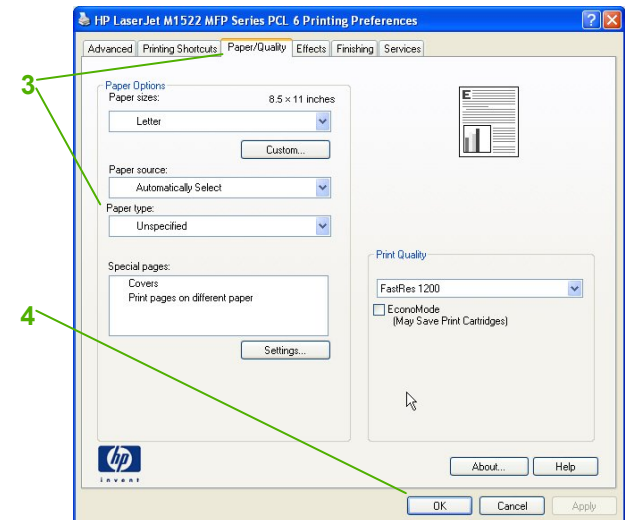 HP LaserJet M1522 MFP Series PCL 6 Printing Preferences
Advanced Printing Shortcuts Paper/Quality Effects Finishing Services
3
Paper Options
Paper sizes: 8.5 × 11 inches
Letter
Custom...
Paper source:
Automatically Select
Paper type:
Unspecified
Special pages:
Covers
Print pages on different paper
Settings...
E
Print Quality
FastRes 1200
EconoMode
(May Save Print Cartridges)
4
hp
invent
About... Help
OK Cancel Apply